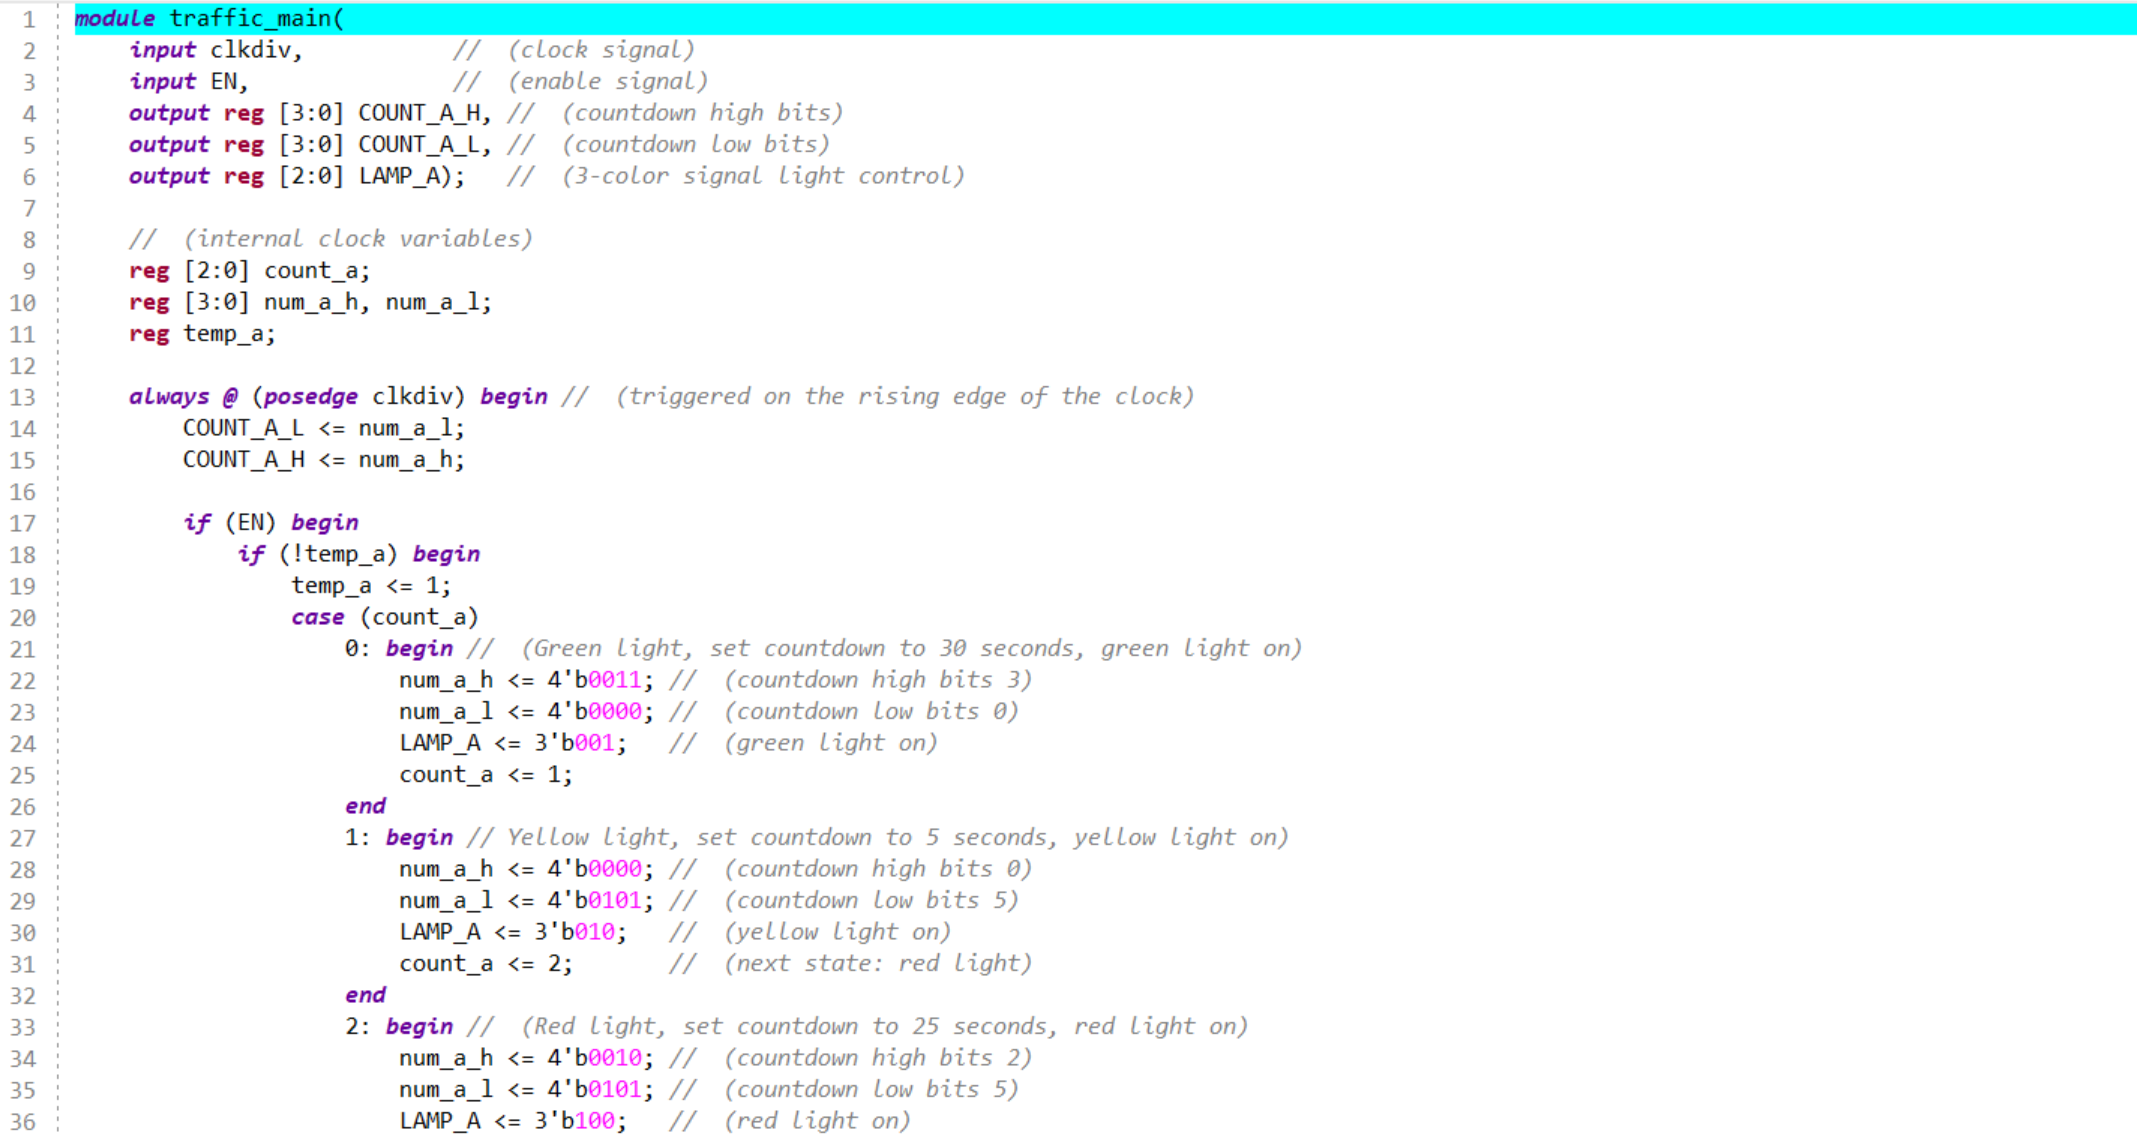 1 module traffic_main(
2 input clkdiv, // (clock signal)
3 input EN, // (enable signal)
4 output reg [3:0] COUNT_A_H, // (countdown high bits)
5 output reg [3:0] COUNT_A_L, // (countdown low bits)
6 output reg [2:0] LAMP_A); // (3-color signal light control)
7
8 // (internal clock variables)
9 reg [2:0] count_a;
10 reg [3:0] num_a_h, num_a_l;
11 reg temp_a;
12
13 always @ (posedge clkdiv) begin // (triggered on the rising edge of the clock)
14 COUNT_A_L <= num_a_l;
15 COUNT_A_H <= num_a_h;
16
17 if (EN) begin
18 if (!temp_a) begin
19 temp_a <= 1;
20 case (count_a)
21 0: begin // (Green light, set countdown to 30 seconds, green light on)
22 num_a_h <= 4'b0011; // (countdown high bits 3)
23 num_a_l <= 4'b0000; // (countdown low bits 0)
24 LAMP_A <= 3'b001; // (green light on)
25 count_a <= 1;
26 end
27 1: begin // Yellow light, set countdown to 5 seconds, yellow light on)
28 num_a_h <= 4'b0000; // (countdown high bits 0)
29 num_a_l <= 4'b0101; // (countdown low bits 5)
30 LAMP_A <= 3'b010; // (yellow light on)
31 count_a <= 2; // (next state: red light)
32 end
33 2: begin // (Red light, set countdown to 25 seconds, red light on)
34 num_a_h <= 4'b0010; // (countdown high bits 2)
35 num_a_l <= 4'b0101; // (countdown low bits 5)
36 LAMP_A <= 3'b100; // (red light on)